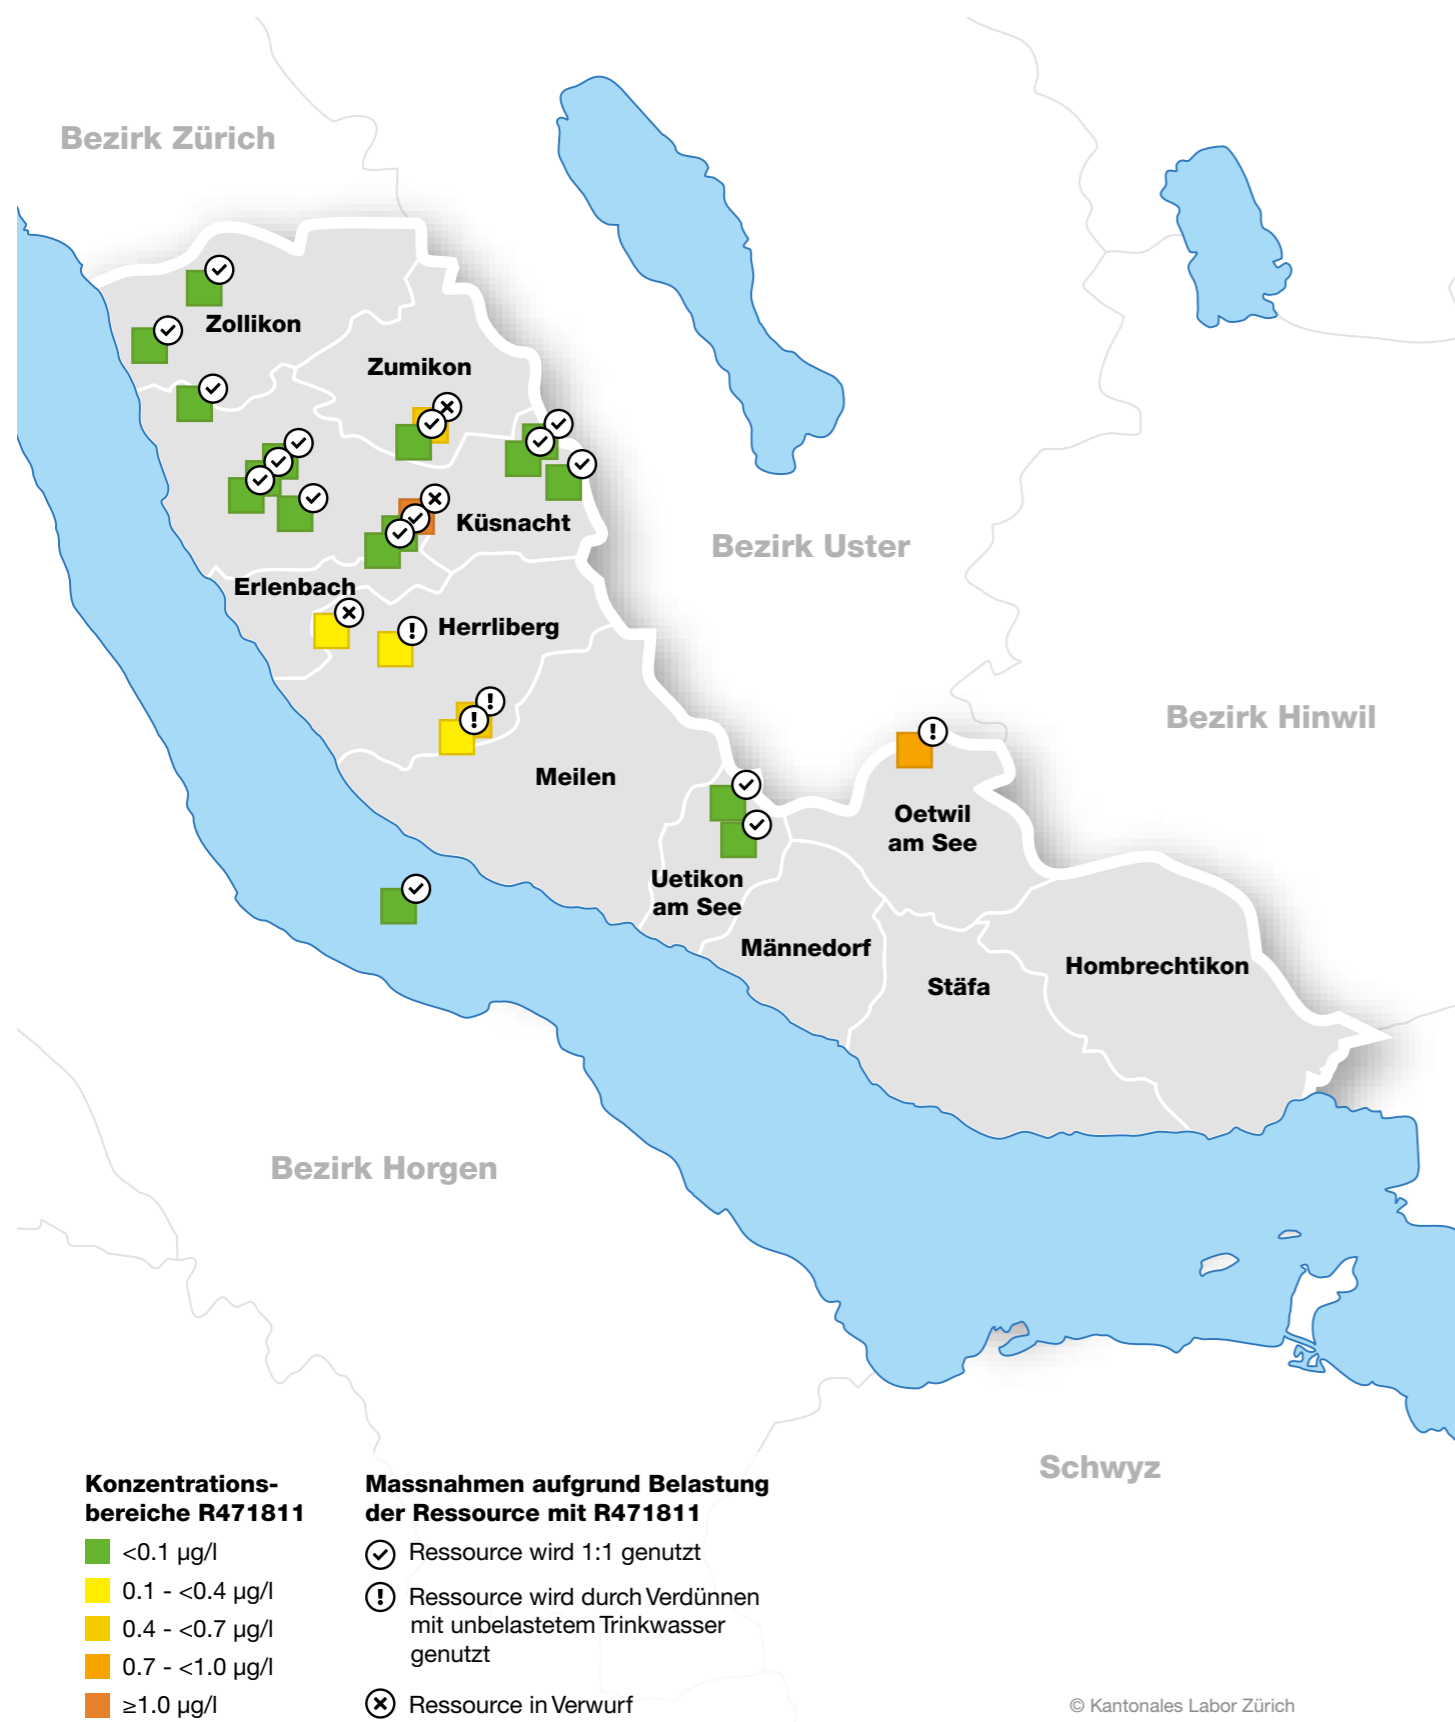 Bezirk Zürich
Zollikon
Zumikon
Küsnacht
Bezirk Uster
Erlenbach
Herrliberg
Bezirk Hinwil
Meilen
Oetwil
am See
Uetikon
am See
Männedorf
Hombrechtikon
Stäfa
Bezirk Horgen
Schwyz
Konzentrations-
bereiche R471811
<0.1 µg/l
0.1 - <0.4 µg/l
0.4 - <0.7 µg/l
0.7 - <1.0 µg/l
≥1.0 µg/l
Massnahmen aufgrund Belastung
der Ressource mit R471811
Ressource wird 1:1 genutzt
Ressource wird durch Verdünnen
mit unbelastetem Trinkwasser
genutzt
Ressource in Verwurf
© Kantonales Labor Zürich